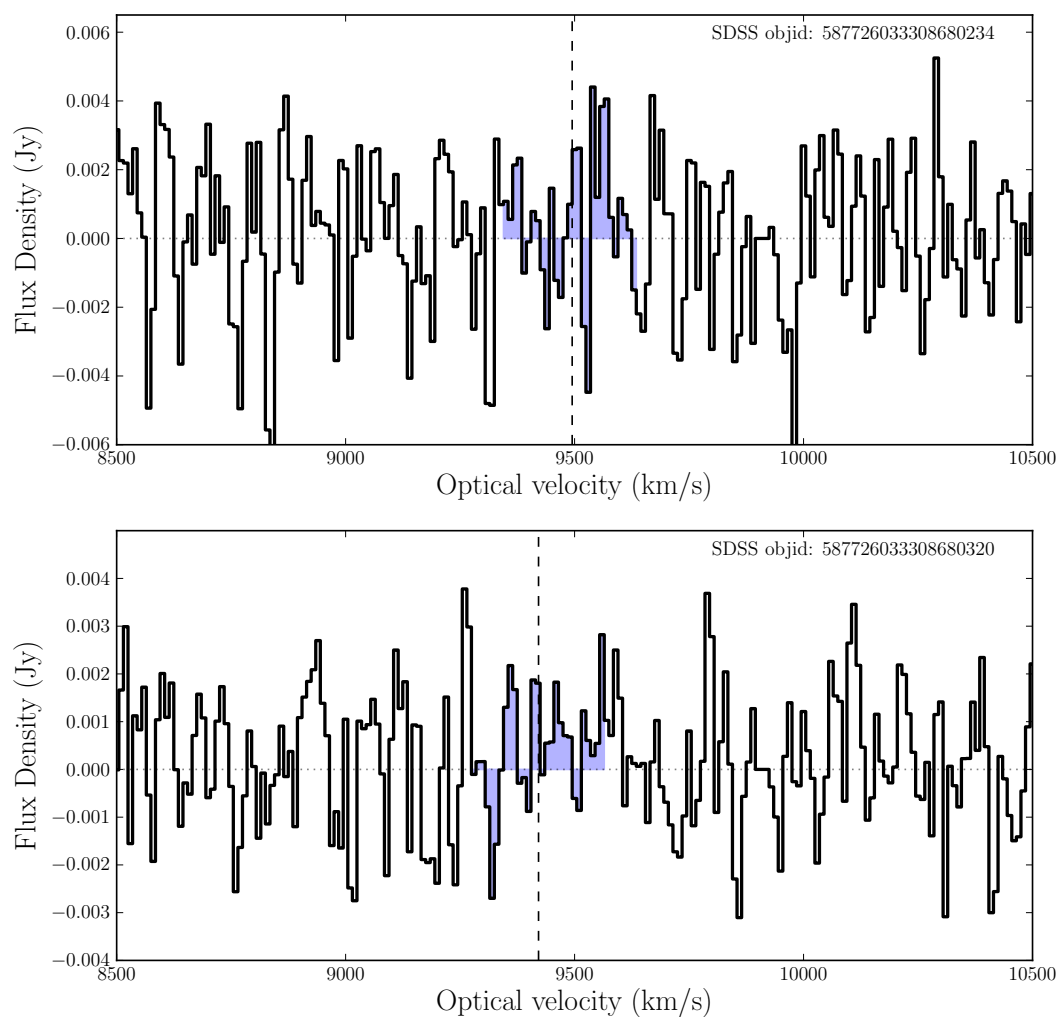 SDSS objid: 587726033308680234
0.006
0.004
0.002
0.000
−0.002
−0.004
−0.006
Flux Density (Jy)
8500 9000 9500 10000 10500
Optical velocity (km/s)
SDSS objid: 587726033308680320
0.004
0.003
0.002
0.001
0.000
−0.001
−0.002
−0.003
−0.004
Flux Density (Jy)
8500 9000 9500 10000 10500
Optical velocity (km/s)